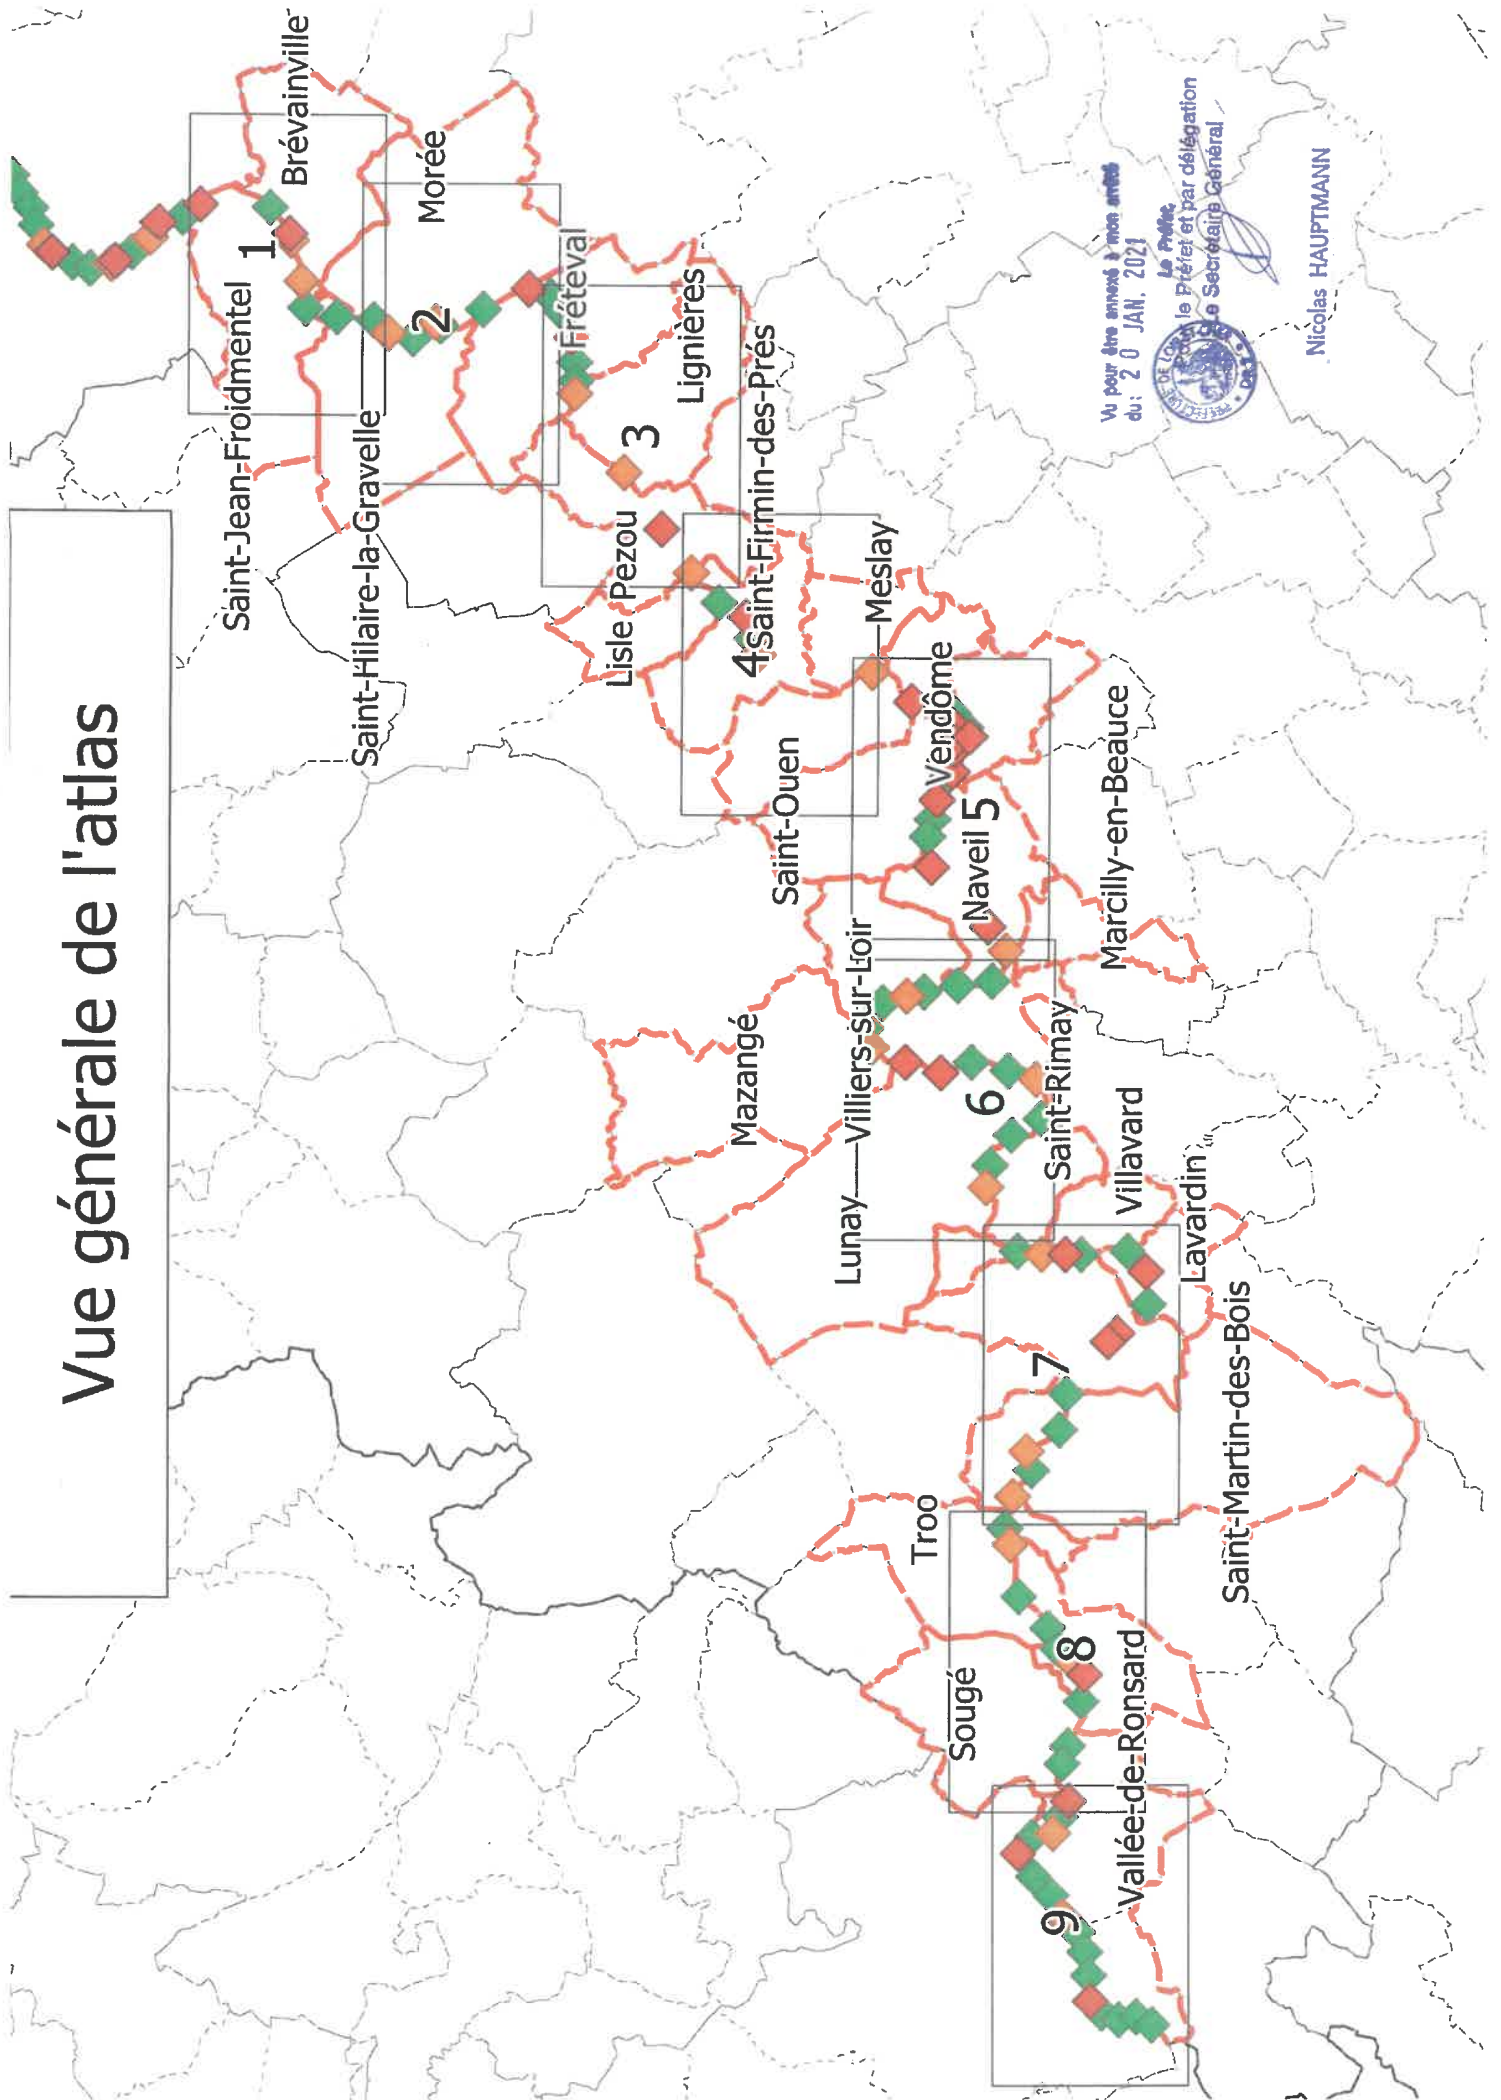 Vue générale de l'atlas
Brévainville
1
Saint-Jean-Froidmentel
Morée
2
Saint-Hilaire-la-Gravelle
Fréteval
3
Lignières
Pezou
Lisle
4
Saint-Firmin-des-Prés
Meslay
Saint-Ouen
Vendôme
Naveil
5
Marcilly-en-Beauce
Mazangé
Villiers-sur-Loir
6
Saint-Rimay
Lunay
Villavard
Lavardin
7
Saint-Martin-des-Bois
Troo
8
Sougé
Vallée-de-Ronsard
9
Vu pour être annexé à mon arrêté
du : 20 JAN. 2021
Le Préfet,
Pour le Préfet et par délégation
Le Secrétaire Général
Nicolas HAUPTMANN
PREFECTURE DE